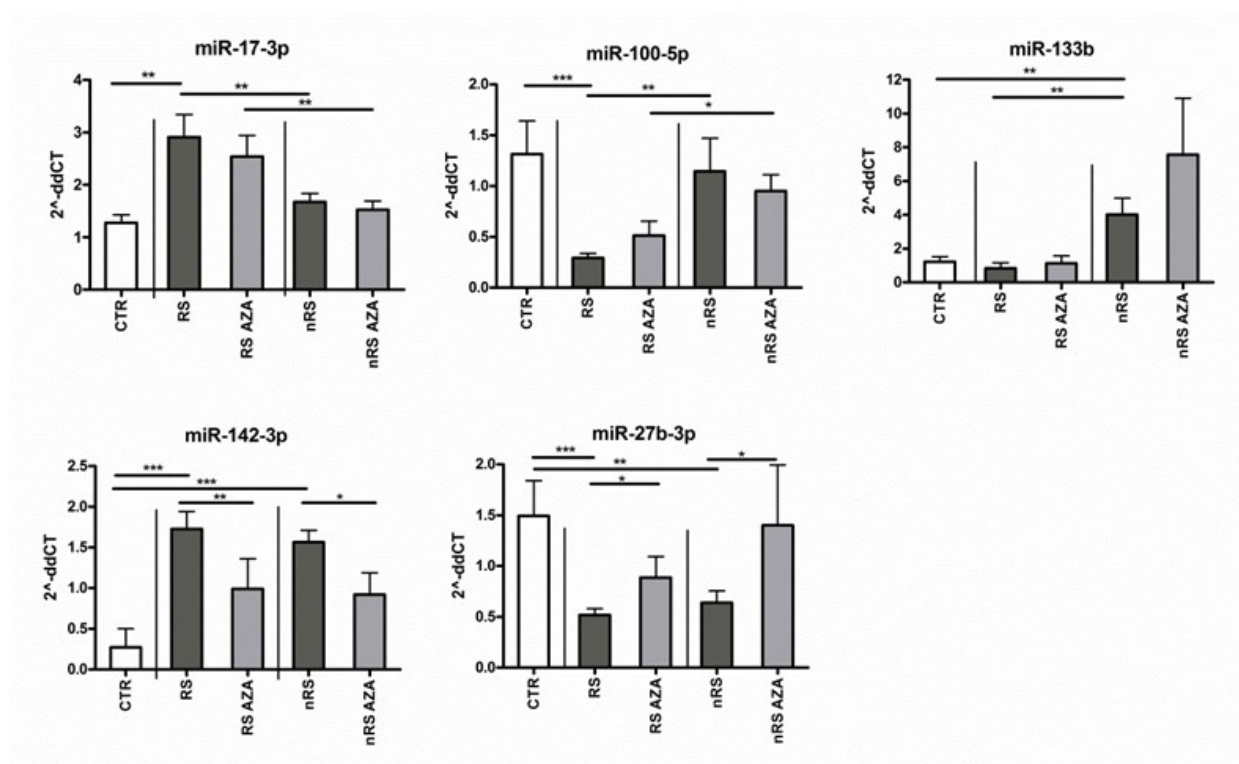 miR-17-3p
**
**
**
2^-ddCT
4
3
2
1
0
CTR
RS
RS AZA
nRS
nRS AZA
miR-100-5p
***
**
*
2^-ddCT
2.0
1.5
1.0
0.5
0.0
CTR
RS
RS AZA
nRS
nRS AZA
miR-133b
**
**
2^-ddCT
12
10
8
6
4
2
0
CTR
RS
RS AZA
nRS
nRS AZA
miR-142-3p
***
***
**
*
2^-ddCT
2.5
2.0
1.5
1.0
0.5
0.0
CTR
RS
RS AZA
nRS
nRS AZA
miR-27b-3p
***
*
**
*
2^-ddCT
2.0
1.5
1.0
0.5
0.0
CTR
RS
RS AZA
nRS
nRS AZA